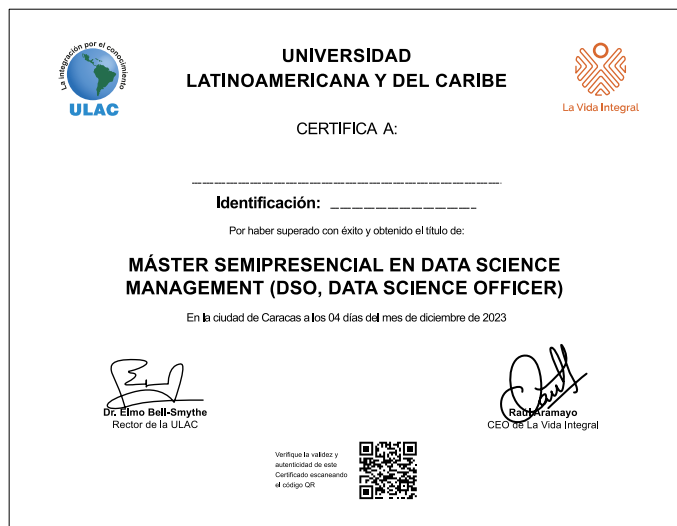 La integración por el conocimiento
ULAC
UNIVERSIDAD
LATINOAMERICANA Y DEL CARIBE
La Vida Integral
CERTIFICA A:
Identificación:
Por haber superado con éxito y obtenido el título de:
MÁSTER SEMIPRESENCIAL EN DATA SCIENCE
MANAGEMENT (DSO, DATA SCIENCE OFFICER)
En la ciudad de Caracas a los 04 días del mes de diciembre de 2023
Dr. Elmo Bell-Smythe
Rector de la ULAC
Raúl Aramayo
CEO de La Vida Integral
Verifique la validez y
autenticidad de este
Certificado escaneando
el código QR